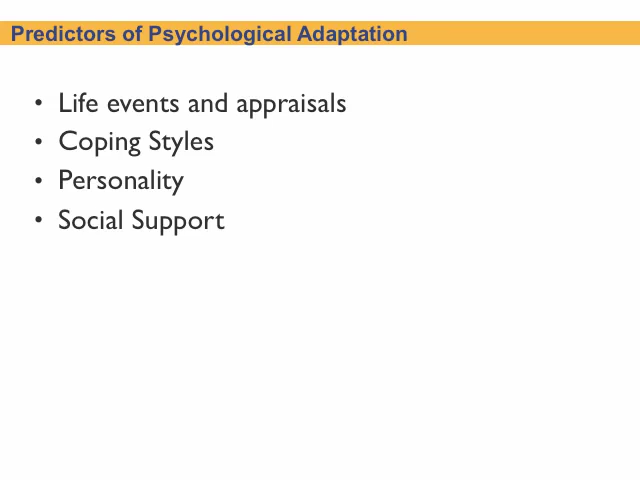 Predictors of Psychological Adaptation
• Life events and appraisals
• Coping Styles
• Personality
• Social Support